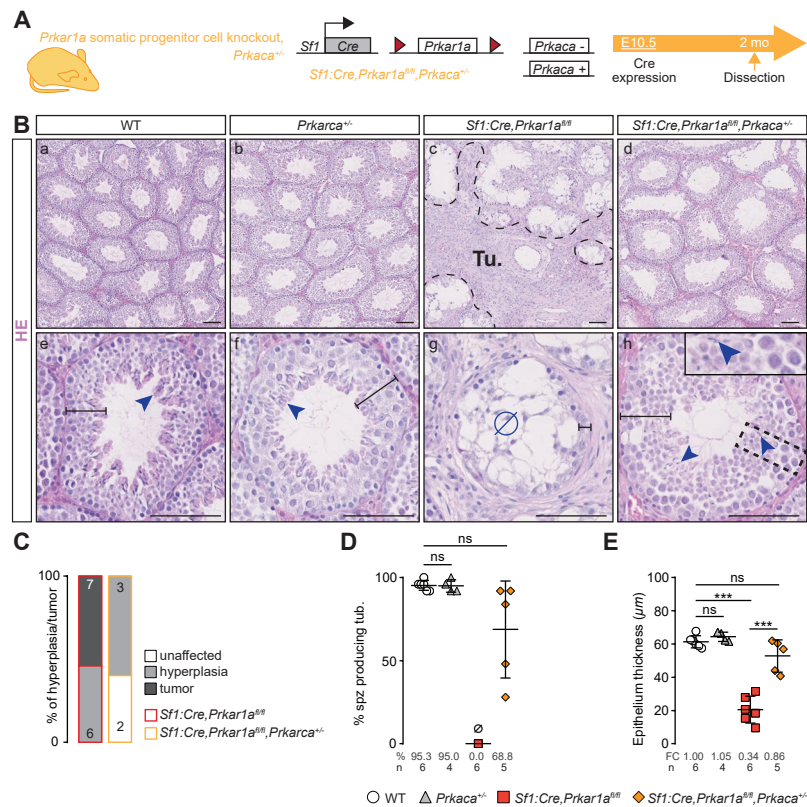 A
Prkar1a somatic progenitor cell knockout,
Prkaca+/-
Sf1 Cre Prkar1a
Sf1:Cre,Prkar1afl/fl,Prkaca+/-
Prkaca -
Prkaca +
E10.5 2 mo
Cre
expression
Dissection
B
WT Prkarca+/- Sf1:Cre,Prkar1afl/fl Sf1:Cre,Prkar1afl/fl,Prkaca+/-
HE
a b c d
Tu.
e f g h
C
% of hyperplasia/tumor
100
0
7
6
3
2
unaffected
hyperplasia
tumor
Sf1:Cre,Prkar1afl/fl
Sf1:Cre,Prkar1afl/fl,Prkarca+/-
D
% spz producing tub.
ns
ns
100
50
0
% 95.3 95.0 0.0 68.8
n 6 4 6 5
E
Epithelium thickness (µm)
ns
***
ns
***
100
80
60
40
20
0
FC 1.00 1.05 0.34 0.86
n 6 4 6 5
WT Prkaca+/- Sf1:Cre,Prkar1afl/fl Sf1:Cre,Prkar1afl/fl,Prkaca+/-